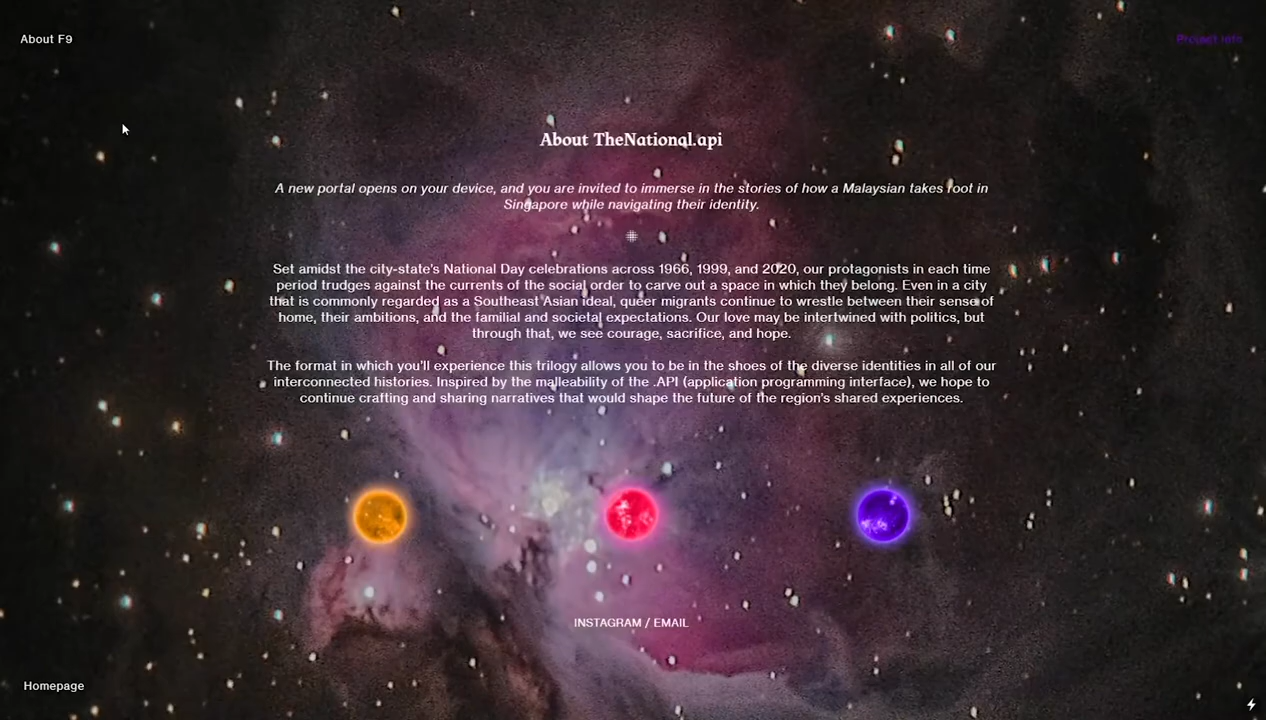 About F9
Project Info
About TheNational.api
A new portal opens on your device, and you are invited to immerse in the stories of how a Malaysian takes root in
Singapore while navigating their identity.
Set amidst the city-state's National Day celebrations across 1966, 1999, and 2020, our protagonists in each time
period trudges against the currents of the social order to carve out a space in which they belong. Even in a city
that is commonly regarded as a Southeast Asian ideal, queer migrants continue to wrestle between their sense of
home, their ambitions, and the familial and societal expectations. Our love may be intertwined with politics, but
through that, we see courage, sacrifice, and hope.
The format in which you'll experience this trilogy allows you to be in the shoes of the diverse identities in all of our
interconnected histories. Inspired by the malleability of the .API (application programming interface), we hope to
continue crafting and sharing narratives that would shape the future of the region's shared experiences.
INSTAGRAM / EMAIL
Homepage